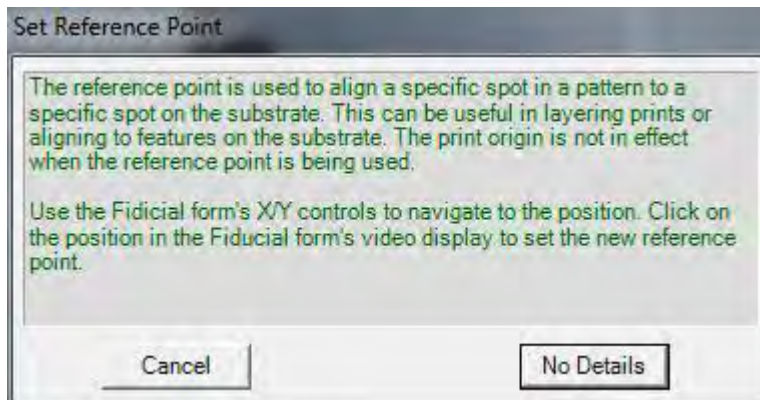 Set Reference Point
The reference point is used to align a specific spot in a pattern to a
specific spot on the substrate. This can be useful in layering prints or
aligning to features on the substrate. The print origin is not in effect
when the reference point is being used.
Use the Fidicial form's X/Y controls to navigate to the position. Click on
the position in the Fiducial form's video display to set the new reference
point.
Cancel
No Details